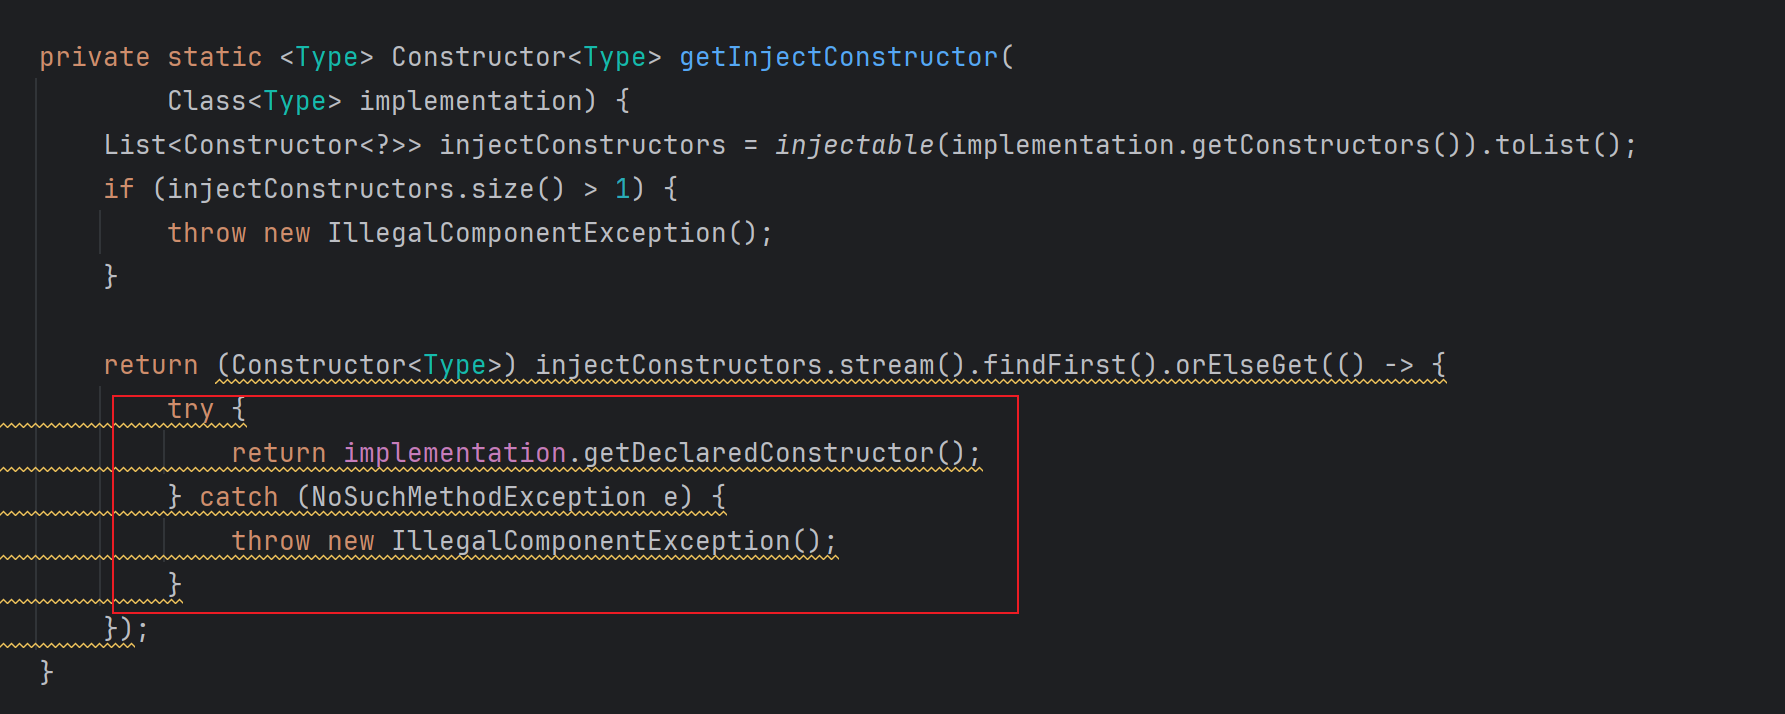 private static <Type> Constructor<Type> getInjectConstructor(
        Class<Type> implementation) {
    List<Constructor<?>> injectConstructors = injectable(implementation.getConstructors()).toList();
    if (injectConstructors.size() > 1) {
        throw new IllegalComponentException();
    }

    return (Constructor<Type>) injectConstructors.stream().findFirst().orElseGet(() -> {
        try {
            return implementation.getDeclaredConstructor();
        } catch (NoSuchMethodException e) {
            throw new IllegalComponentException();
        }
    });
}